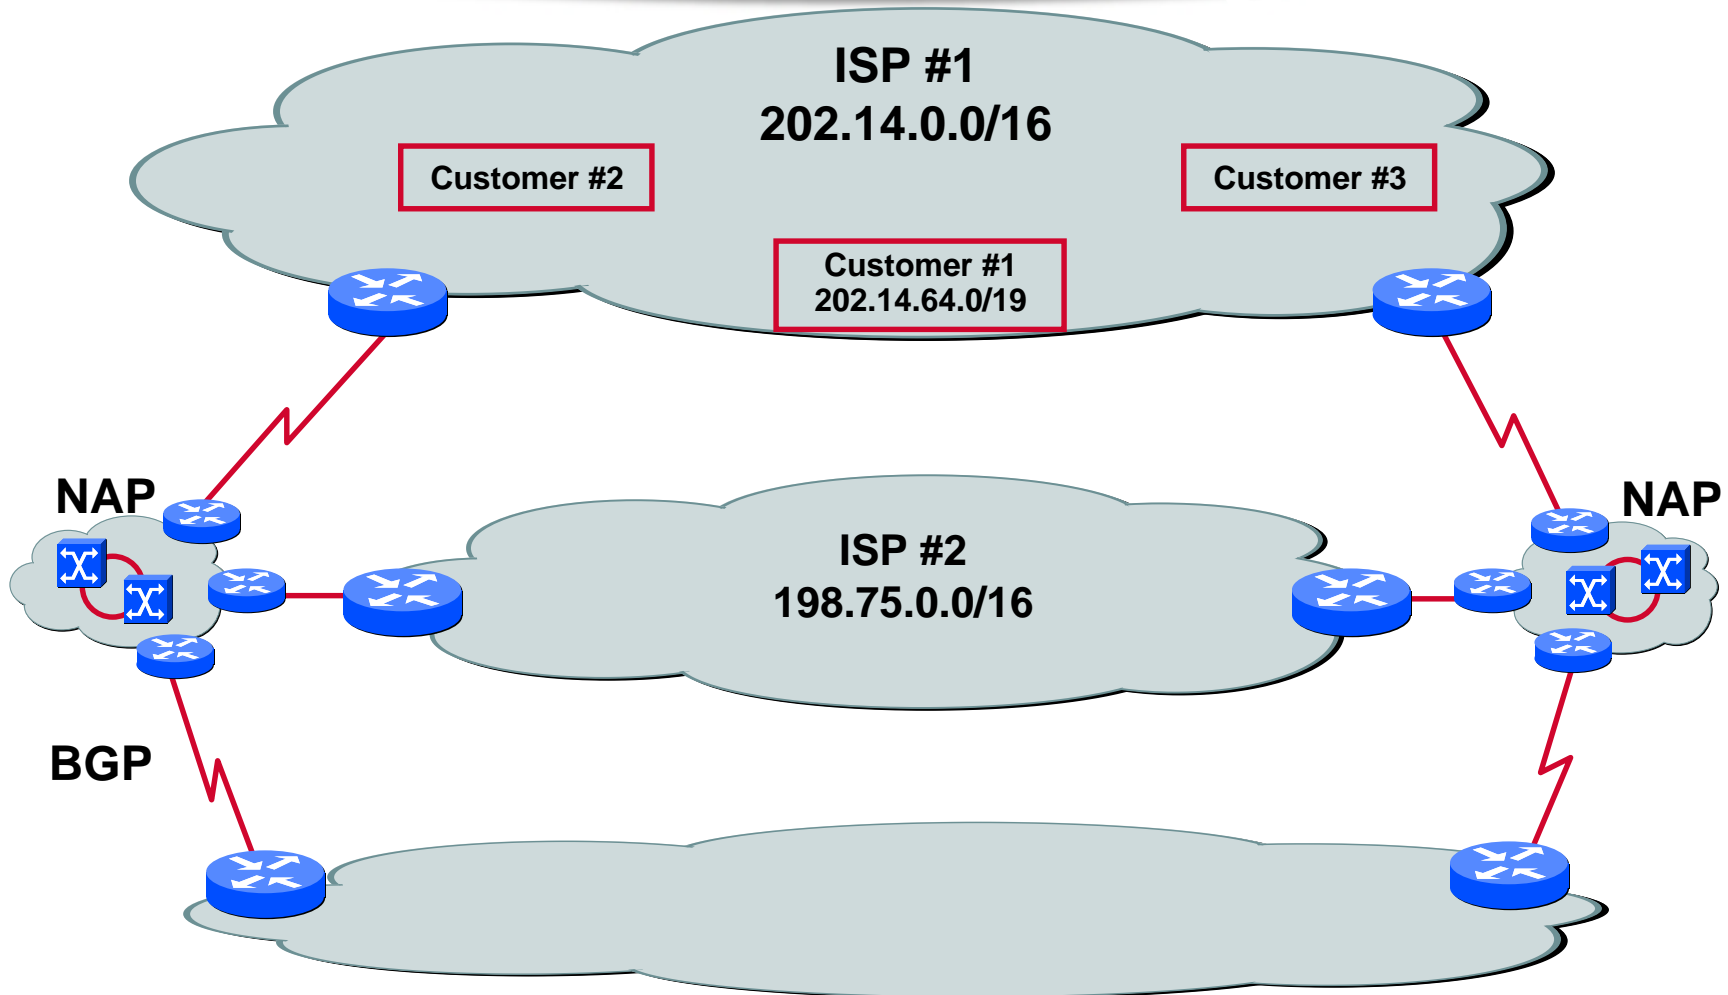 ISP #1
202.14.0.0/16
Customer #2
Customer #3
Customer #1
202.14.64.0/19
NAP
NAP
ISP #2
198.75.0.0/16
BGP